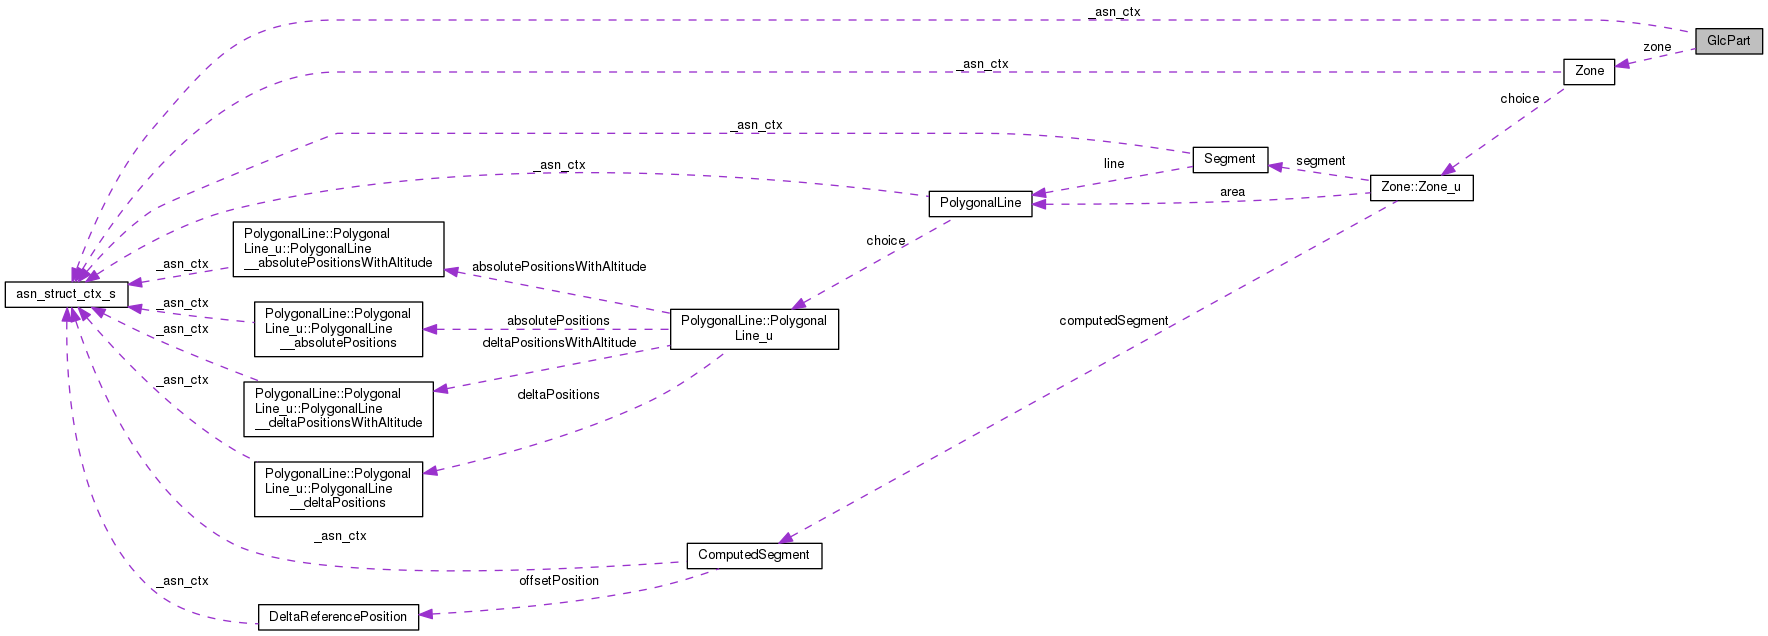 _asn_ctx
GlcPart
zone
_asn_ctx
Zone
choice
_asn_ctx
Segment
segment
line
_asn_ctx
Zone::Zone_u
area
PolygonalLine
PolygonalLine::Polygonal
Line_u::PolygonalLine
__absolutePositionsWithAltitude
choice
_asn_ctx
absolutePositionsWithAltitude
asn_struct_ctx_s
_asn_ctx
PolygonalLine::Polygonal
Line_u::PolygonalLine
__absolutePositions
absolutePositions
PolygonalLine::Polygonal
Line_u
computedSegment
_asn_ctx
deltaPositionsWithAltitude
_asn_ctx
PolygonalLine::Polygonal
Line_u::PolygonalLine
__deltaPositionsWithAltitude
deltaPositions
PolygonalLine::Polygonal
Line_u::PolygonalLine
__deltaPositions
_asn_ctx
ComputedSegment
_asn_ctx
offsetPosition
DeltaReferencePosition